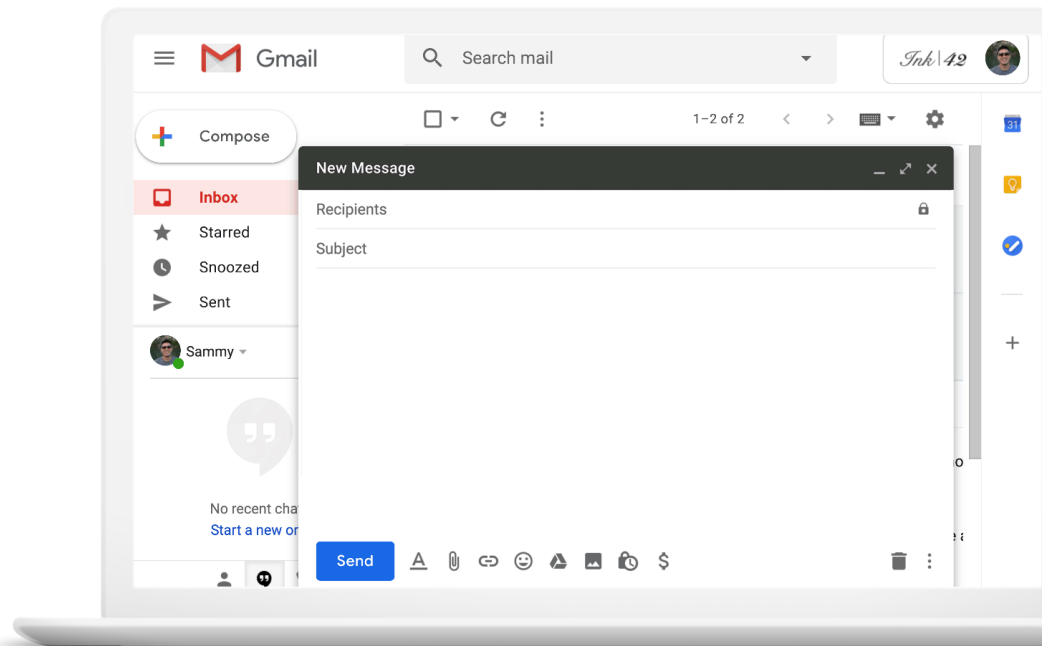 Gmail
Search mail
Ink|42
Compose
1–2 of 2
31
New Message
Inbox
Recipients
Starred
Subject
Snoozed
Sent
Sammy
No recent cha
Start a new or
Send